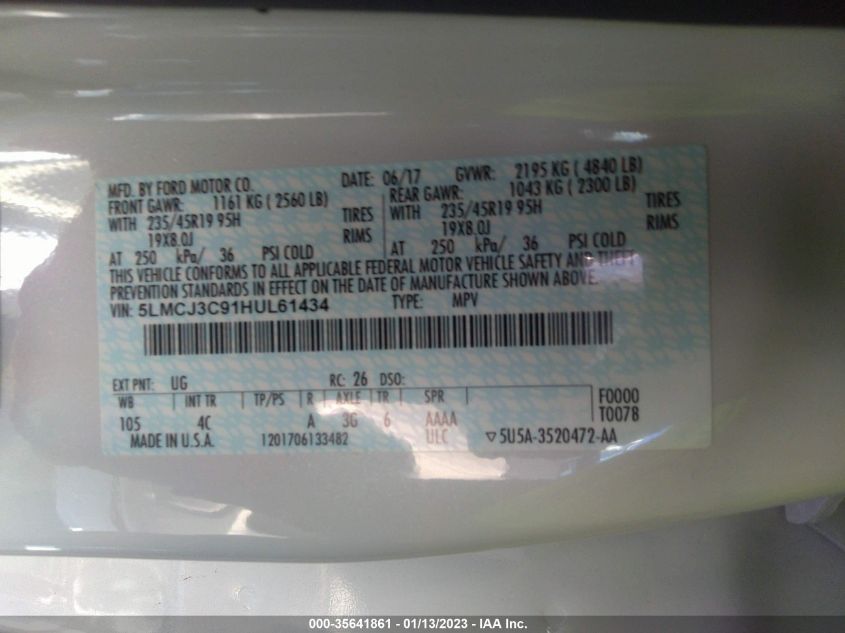 MFD. BY FORD MOTOR CO. DATE: 06/17 GVWR: 2195 KG ( 4840 LB)
FRONT GAWR: 1161 KG ( 2560 LB) REAR GAWR: 1043 KG ( 2300 LB)
WITH 235/45R19 95H TIRES WITH 235/45R19 95H TIRES
19X8.0J RIMS 19X8.0J RIMS
AT 250 kPa/ 36 PSI COLD AT 250 kPa/ 36 PSI COLD
THIS VEHICLE CONFORMS TO ALL APPLICABLE FEDERAL MOTOR VEHICLE SAFETY AND THEFT
PREVENTION STANDARDS IN EFFECT ON THE DATE OF MANUFACTURE SHOWN ABOVE.
VIN: 5LMCJ3C91HUL61434 TYPE: MPV
EXT PNT: UG RC: 26 DSO:
WB INT TR TP/PS R AXLE TR SPR F0000
105 4C A 3G 6 AAAA T0078
MADE IN U.S.A. 1201706133482 ULC ▽5U5A-3520472-AA
000-35641861 - 01/13/2023 - IAA Inc.